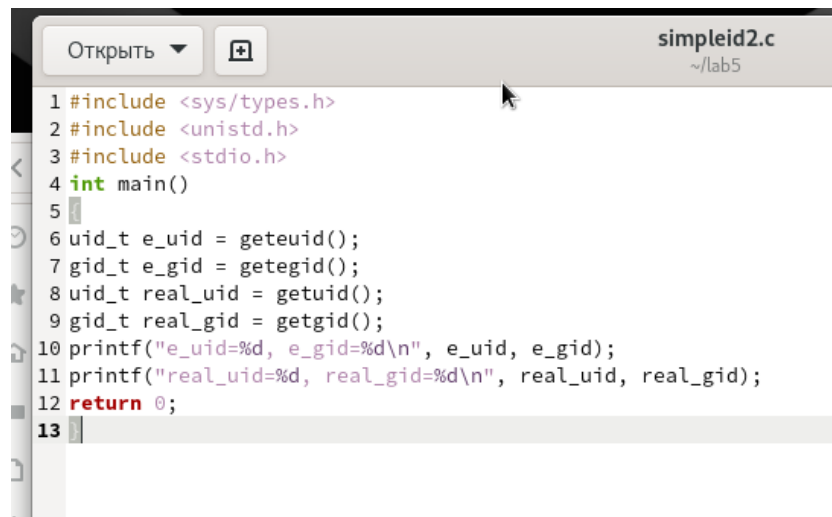 Открыть
simpleid2.c
~/lab5
1 #include <sys/types.h>
2 #include <unistd.h>
3 #include <stdio.h>
4 int main()
5 {
6 uid_t e_uid = geteuid();
7 gid_t e_gid = getegid();
8 uid_t real_uid = getuid();
9 gid_t real_gid = getgid();
10 printf("e_uid=%d, e_gid=%d\n", e_uid, e_gid);
11 printf("real_uid=%d, real_gid=%d\n", real_uid, real_gid);
12 return 0;
13 }